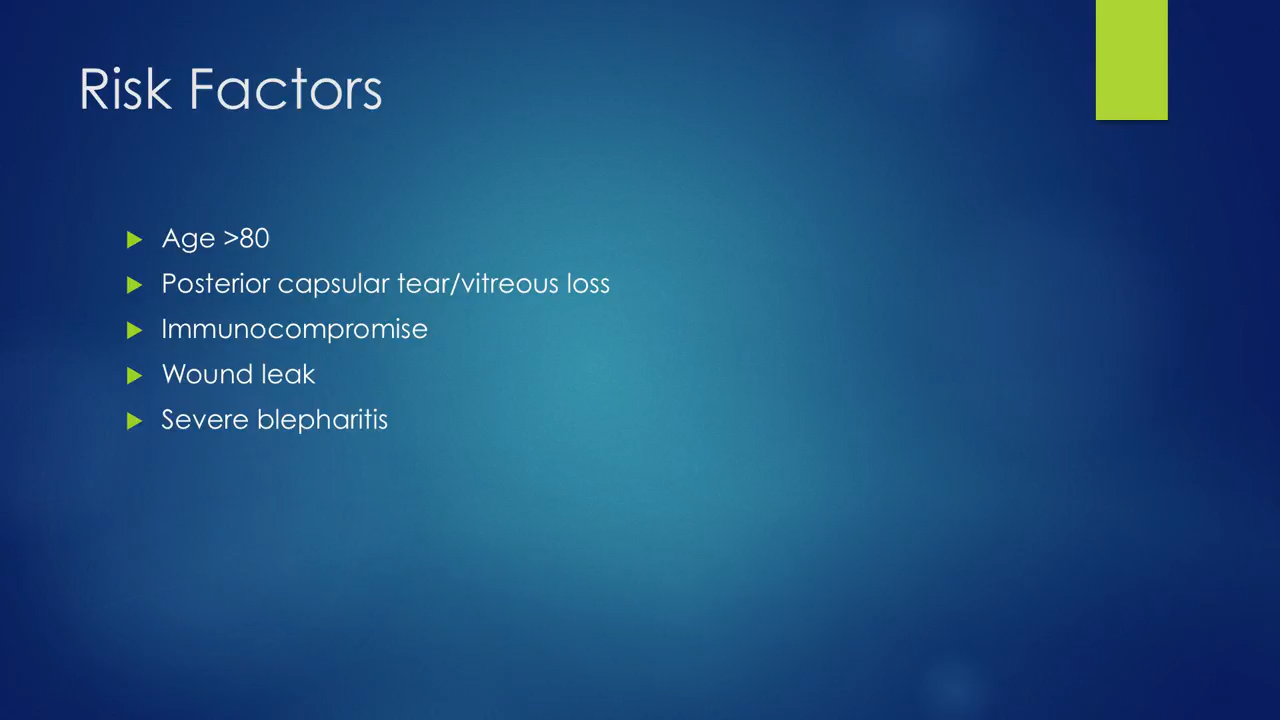 Risk Factors
Age >80
Posterior capsular tear/vitreous loss
Immunocompromise
Wound leak
Severe blepharitis